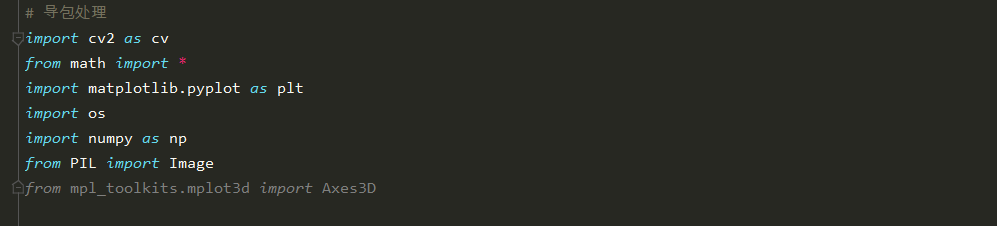 # 导包处理
import cv2 as cv
from math import *
import matplotlib.pyplot as plt
import os
import numpy as np
from PIL import Image
from mpl_toolkits.mplot3d import Axes3D